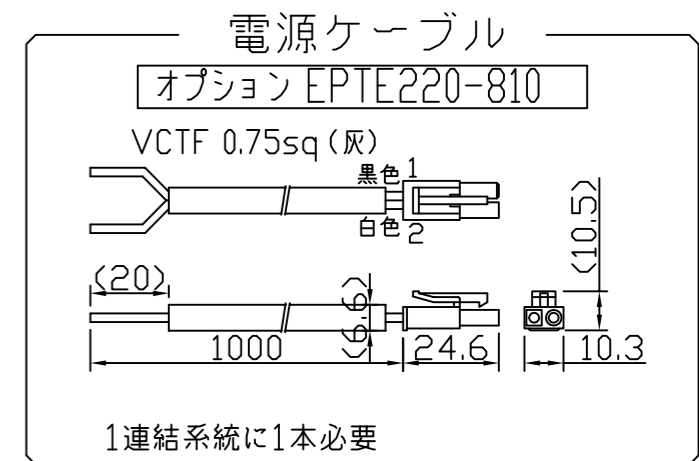 電源ケーブル
オプション EPTE220-810
VCTF 0.75sq (灰)
黒色 1
白色 2
(10.5)
(20)
(6.6)
1000
24.6
10.3
1連結系統に1本必要